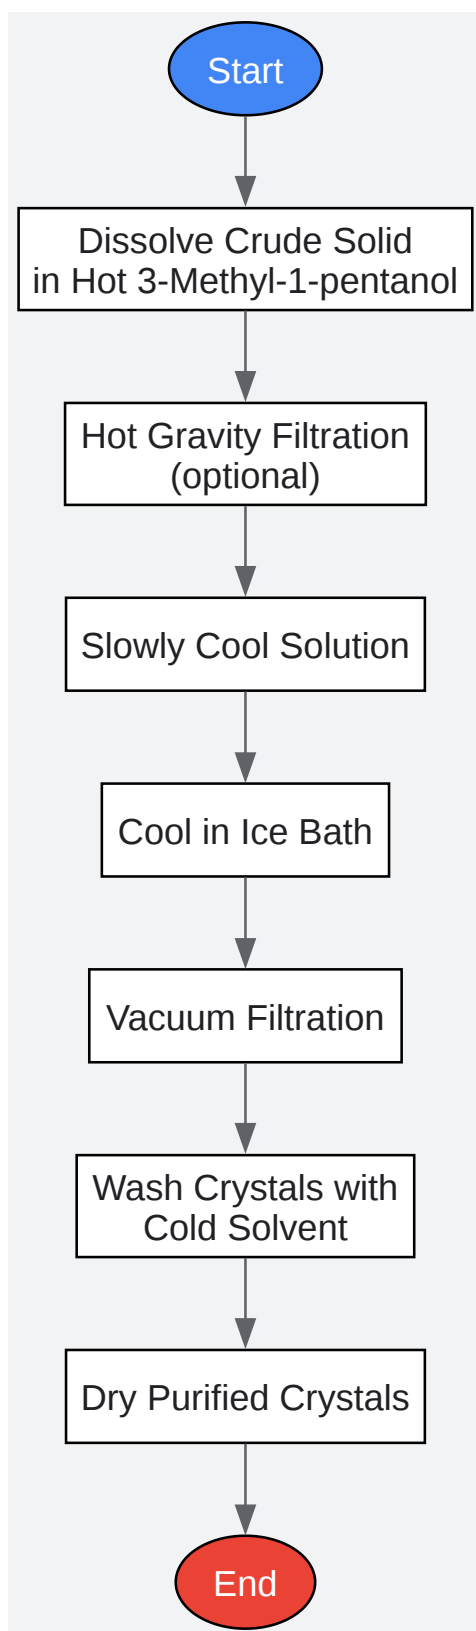 Start
Dissolve Crude Solid
in Hot 3-Methyl-1-pentanol
Hot Gravity Filtration
(optional)
Slowly Cool Solution
Cool in Ice Bath
Vacuum Filtration
Wash Crystals with
Cold Solvent
Dry Purified Crystals
End